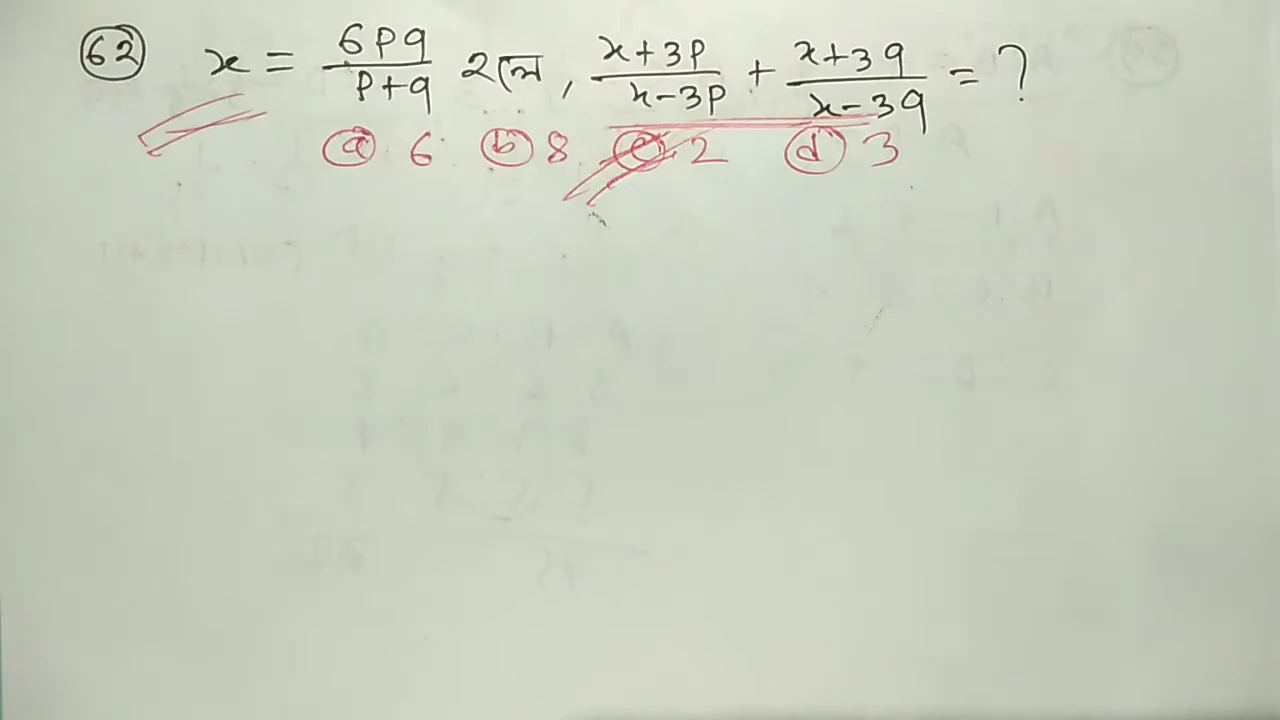 62 x = 6pq / p+q হলে, x+3p / x-3p + x+3q / x-3q = ?
a 6 b 8 c 2 d 3